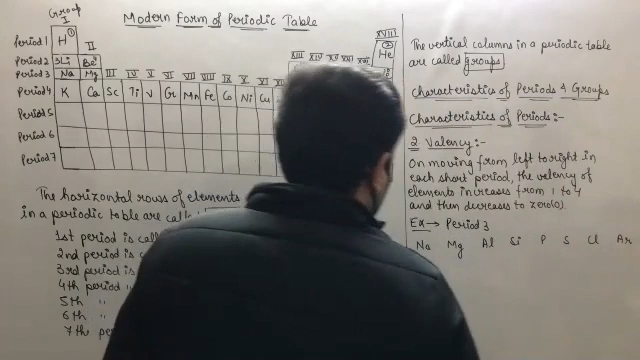 Modern Form of Periodic Table
Group
I
XVIII
Period 1 H ① II XIII XIV XV XVI He ②
Period 2 3Li Be
Period 3 Na Mg III IV V VI VII VIII IX X XI
Period 4 K Ca Sc Ti V Cr Mn Fe Co Ni Cu
Period 5
Period 6
Period 7
The horizontal rows of elements
in a periodic table are call
1st period is call
2nd period is
3rd period is
4th period
5th "
6th "
7th pe
The vertical columns in a periodic table
are called groups
Characteristics of Periods & Groups
Characteristics of Periods:-
2 Valency:-
On moving from left to right in
each short period, the velency of
elements increases from 1 to 4
and then decreases to zero(0)
Ex → Period 3
Na Mg Al Si P S Cl Ar